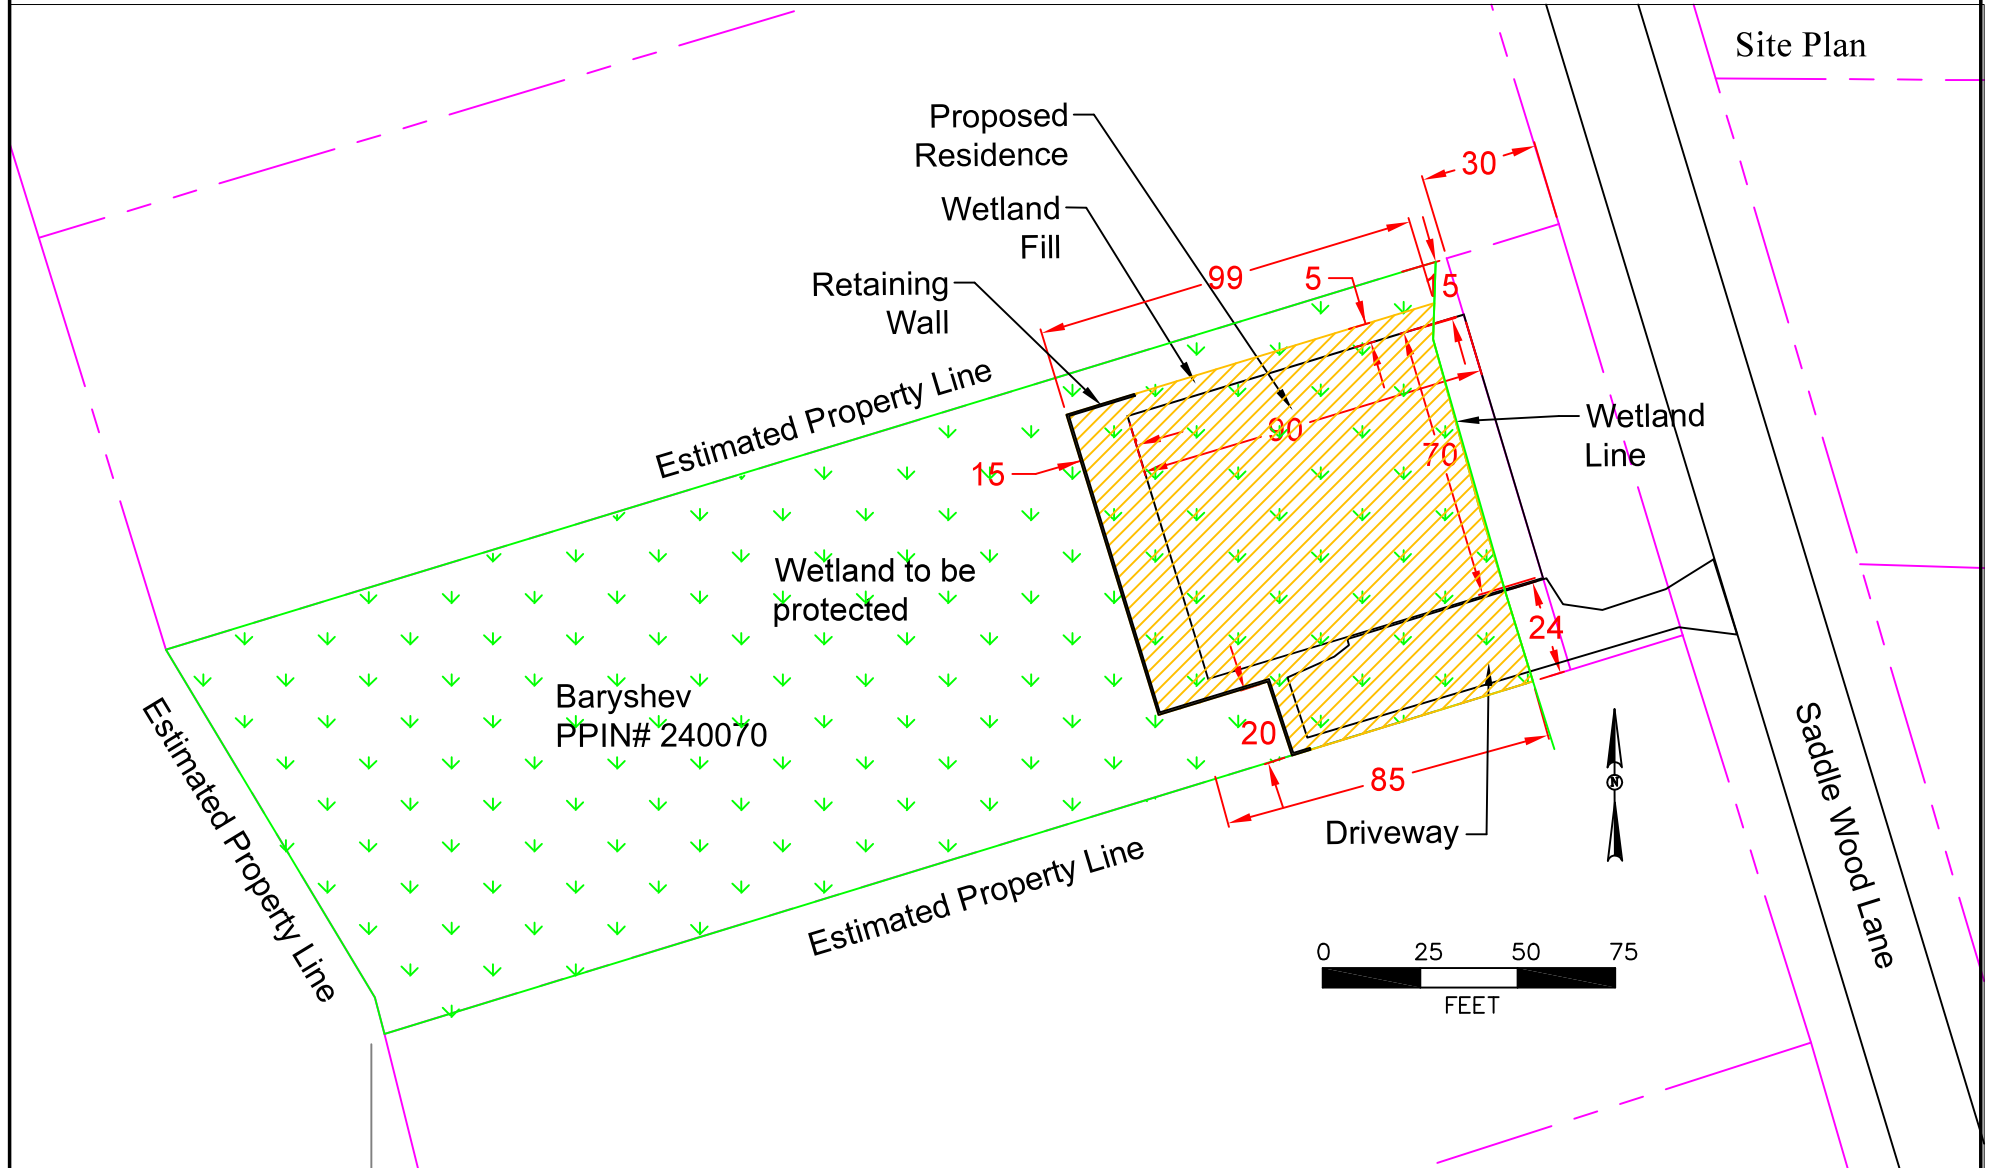 Site Plan
Proposed
Residence
30
Wetland
Fill
99
5
15
Retaining
Wall
Estimated Property Line
90
Wetland
Line
70
15
Wetland to be
protected
24
Baryshev
PPIN# 240070
20
85
N
Driveway
Estimated Property Line
Estimated Property Line
Saddle Wood Lane
0 25 50 75
FEET